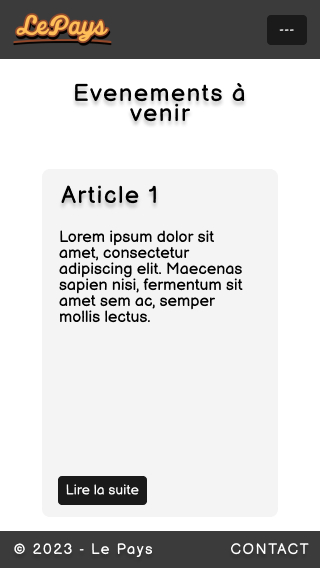 LePays
---
Evenements à
venir
Article 1
Lorem ipsum dolor sit
amet, consectetur
adipiscing elit. Maecenas
sapien nisi, fermentum sit
amet sem ac, semper
mollis lectus.
Lire la suite
© 2023 - Le Pays
CONTACT